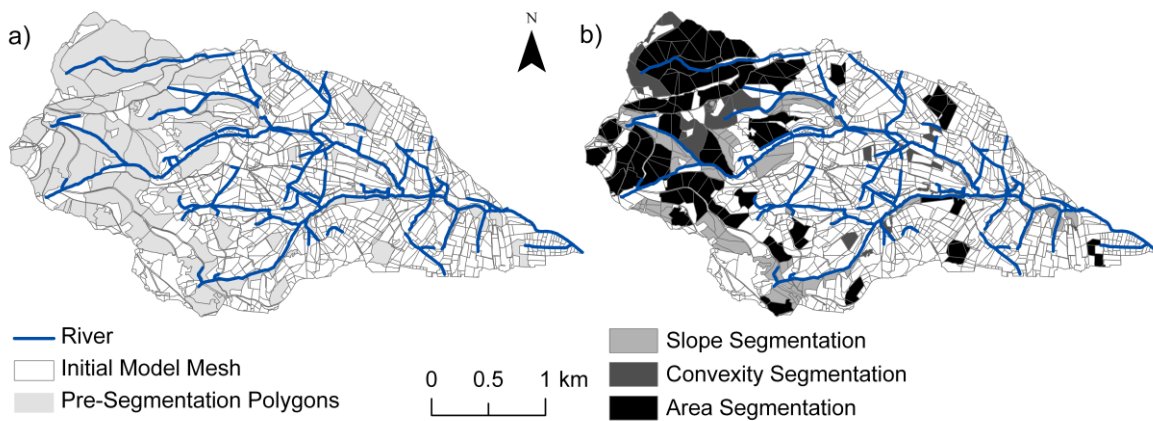 a)
N
b)
River
Initial Model Mesh
Pre-Segmentation Polygons
0 0.5 1 km
Slope Segmentation
Convexity Segmentation
Area Segmentation